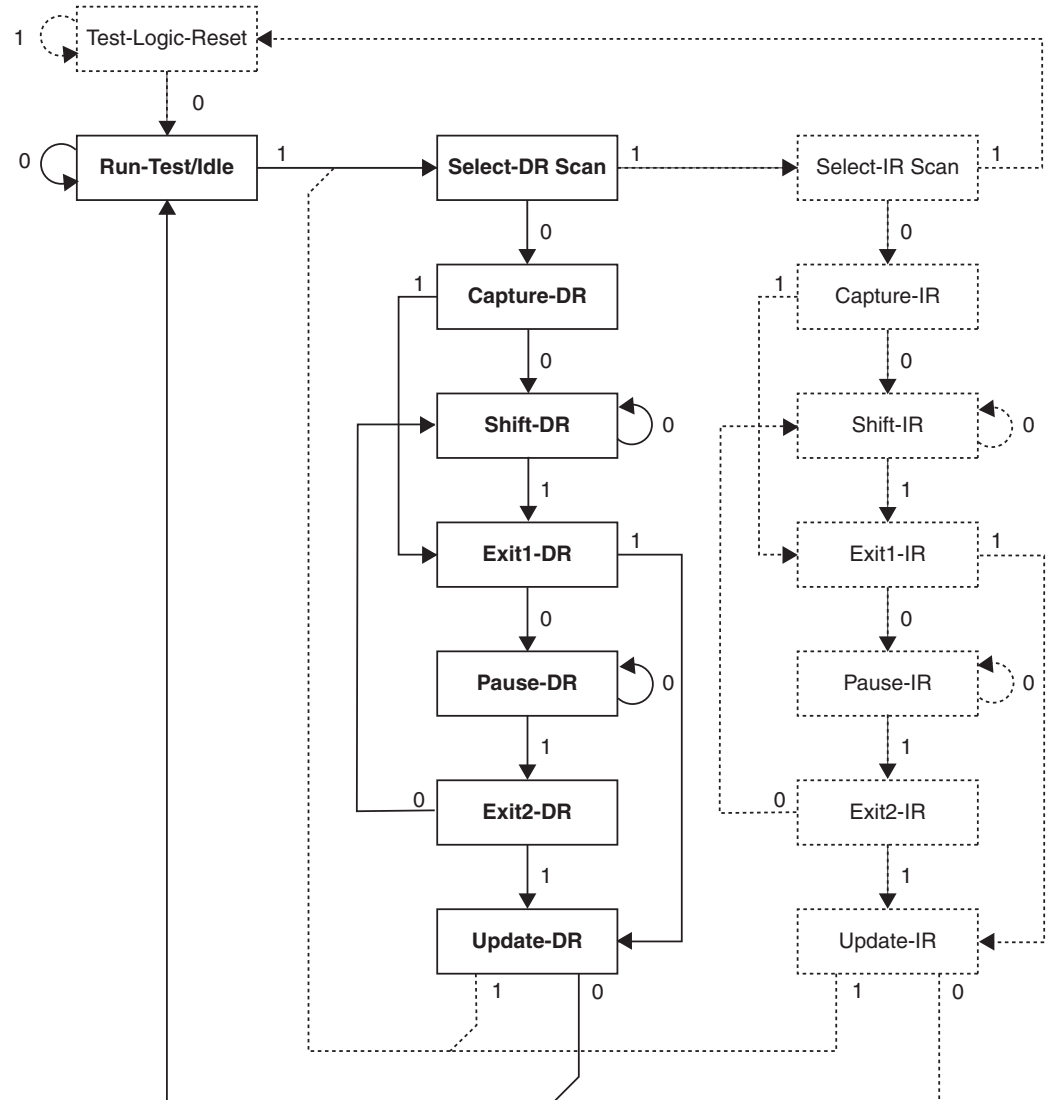 1
Test-Logic-Reset
0
0
Run-Test/Idle
1
Select-DR Scan
1
Select-IR Scan
1
0
0
1
Capture-DR
1
Capture-IR
0
0
Shift-DR
0
Shift-IR
0
1
1
Exit1-DR
1
Exit1-IR
1
0
0
Pause-DR
0
Pause-IR
0
1
1
0
Exit2-DR
0
Exit2-IR
1
1
Update-DR
Update-IR
1
0
1
0